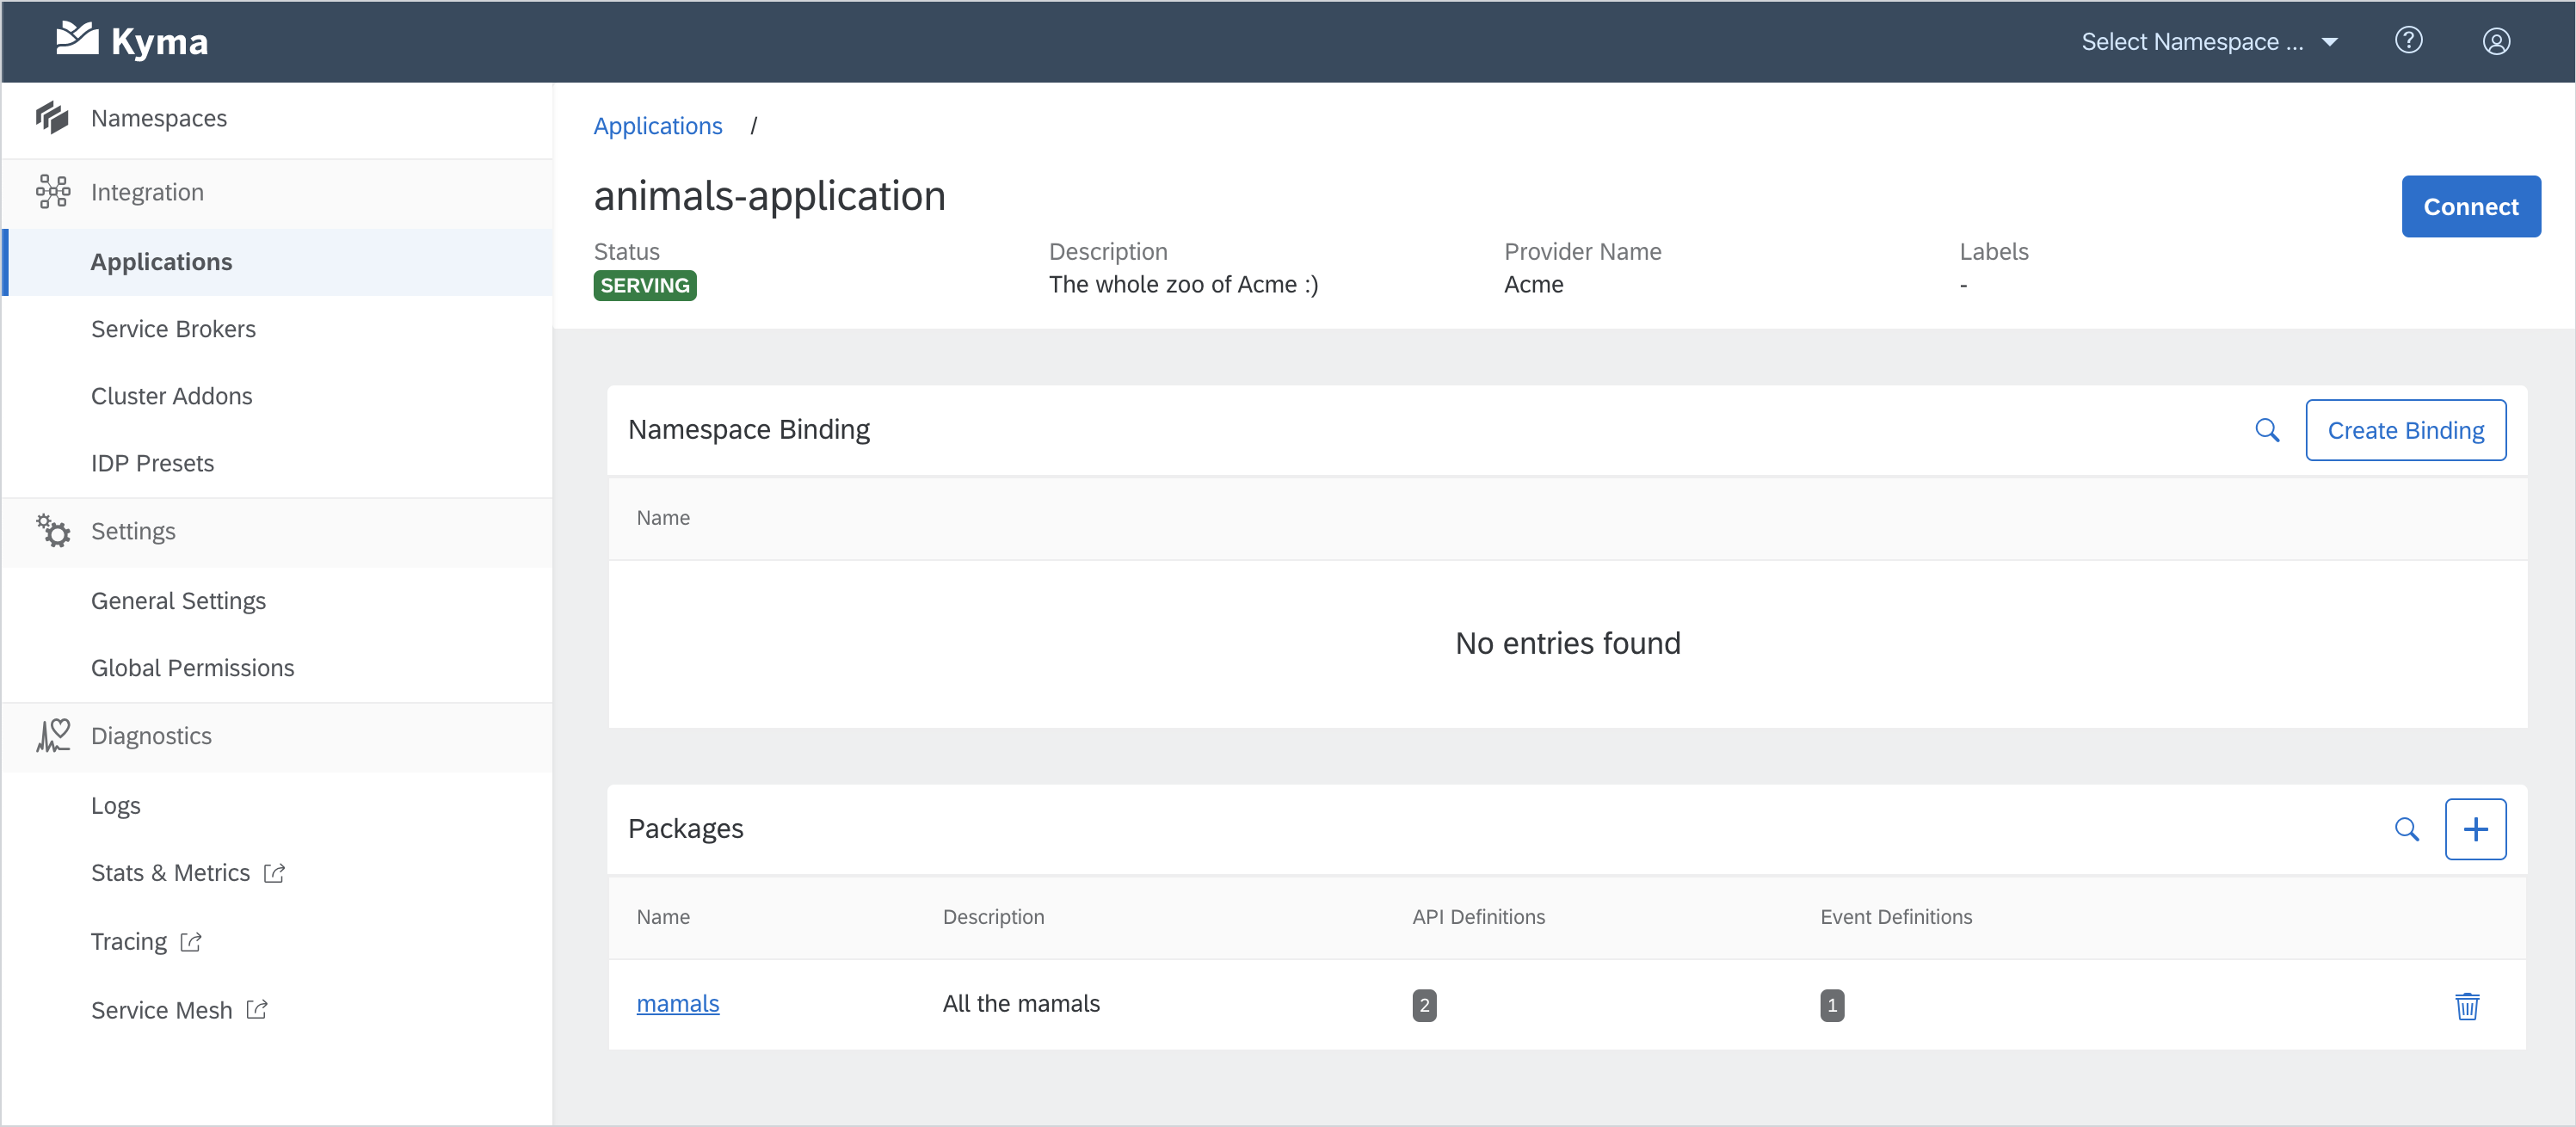 Kyma
Select Namespace ...
Namespaces
Integration
Applications
Service Brokers
Cluster Addons
IDP Presets
Settings
General Settings
Global Permissions
Diagnostics
Logs
Stats & Metrics
Tracing
Service Mesh
Applications /
animals-application
Connect
Status Description Provider Name Labels
SERVING The whole zoo of Acme :) Acme -
Namespace Binding
Create Binding
Name
No entries found
Packages
Name Description API Definitions Event Definitions
mamals All the mamals 2 1